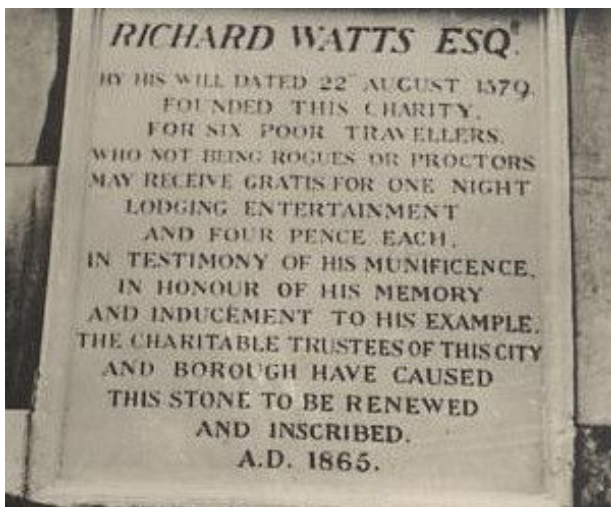 RICHARD WATTS ESQR.
BY HIS WILL DATED 22 AUGUST 1579,
FOUNDED THIS CHARITY,
FOR SIX POOR TRAVELLERS,
WHO NOT BEING ROGUES OR PROCTORS
MAY RECEIVE GRATIS FOR ONE NIGHT
LODGING ENTERTAINMENT
AND FOUR PENCE EACH.
IN TESTIMONY OF HIS MUNIFICENCE,
IN HONOUR OF HIS MEMORY
AND INDUCEMENT TO HIS EXAMPLE,
THE CHARITABLE TRUSTEES OF THIS CITY
AND BOROUGH HAVE CAUSED
THIS STONE TO BE RENEWED
AND INSCRIBED.
A.D. 1865.